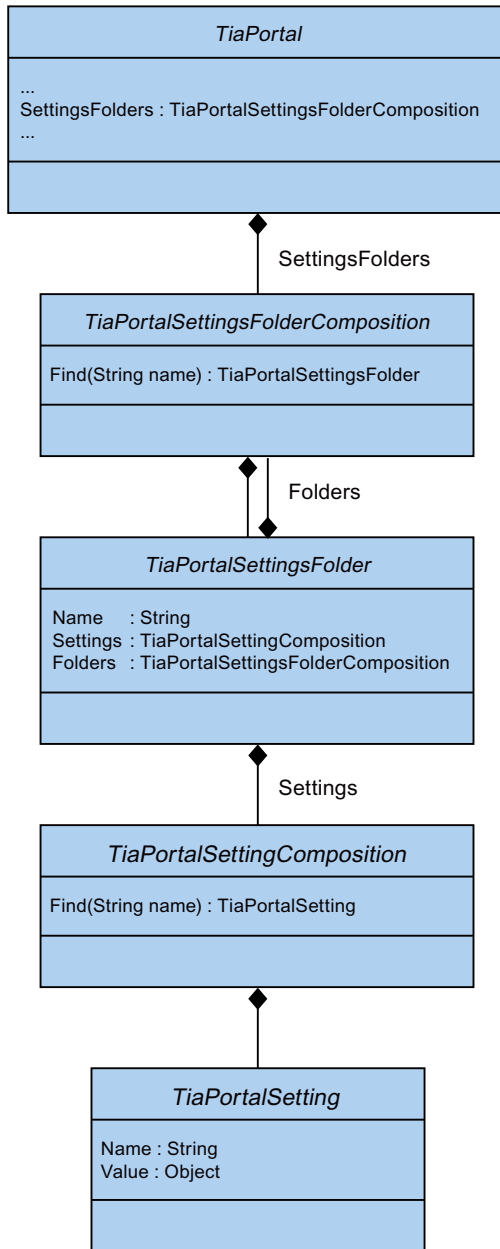 TiaPortal
...
SettingsFolders : TiaPortalSettingsFolderComposition
...
SettingsFolders
TiaPortalSettingsFolderComposition
Find(String name) : TiaPortalSettingsFolder
Folders
TiaPortalSettingsFolder
Name : String
Settings : TiaPortalSettingComposition
Folders : TiaPortalSettingsFolderComposition
Settings
TiaPortalSettingComposition
Find(String name) : TiaPortalSetting
TiaPortalSetting
Name : String
Value : Object